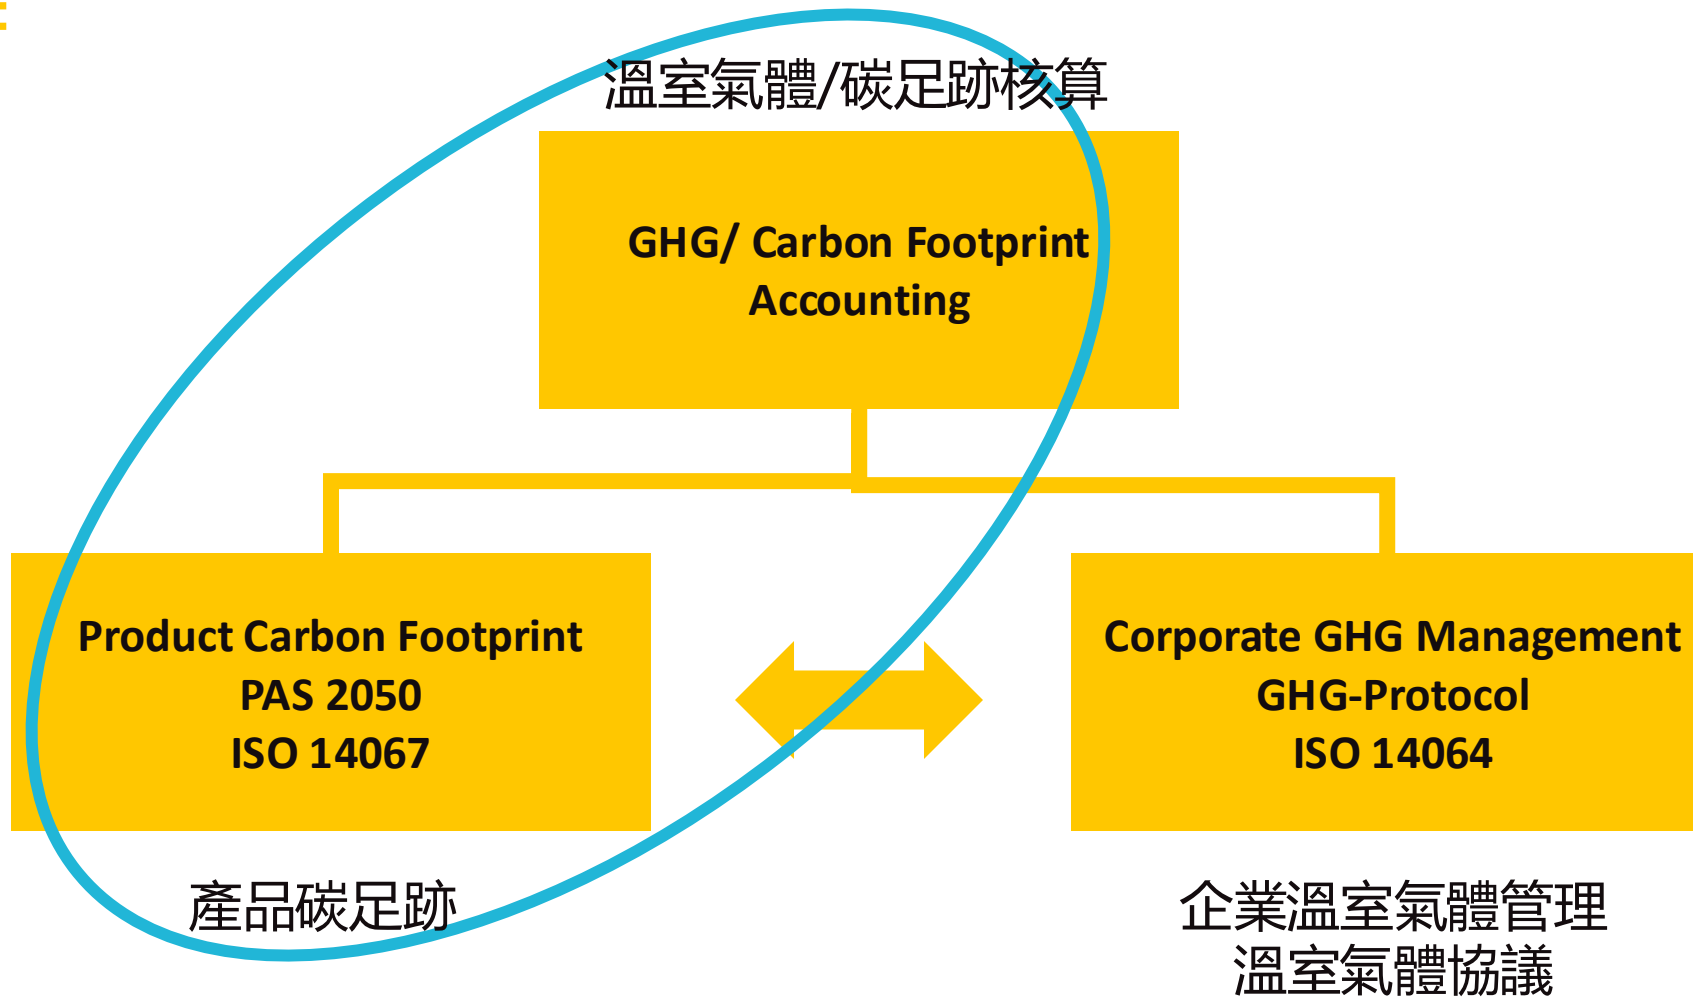 溫室氣體/碳足跡核算
GHG/ Carbon Footprint
Accounting
Product Carbon Footprint
PAS 2050
ISO 14067
Corporate GHG Management
GHG-Protocol
ISO 14064
產品碳足跡
企業溫室氣體管理
溫室氣體協議